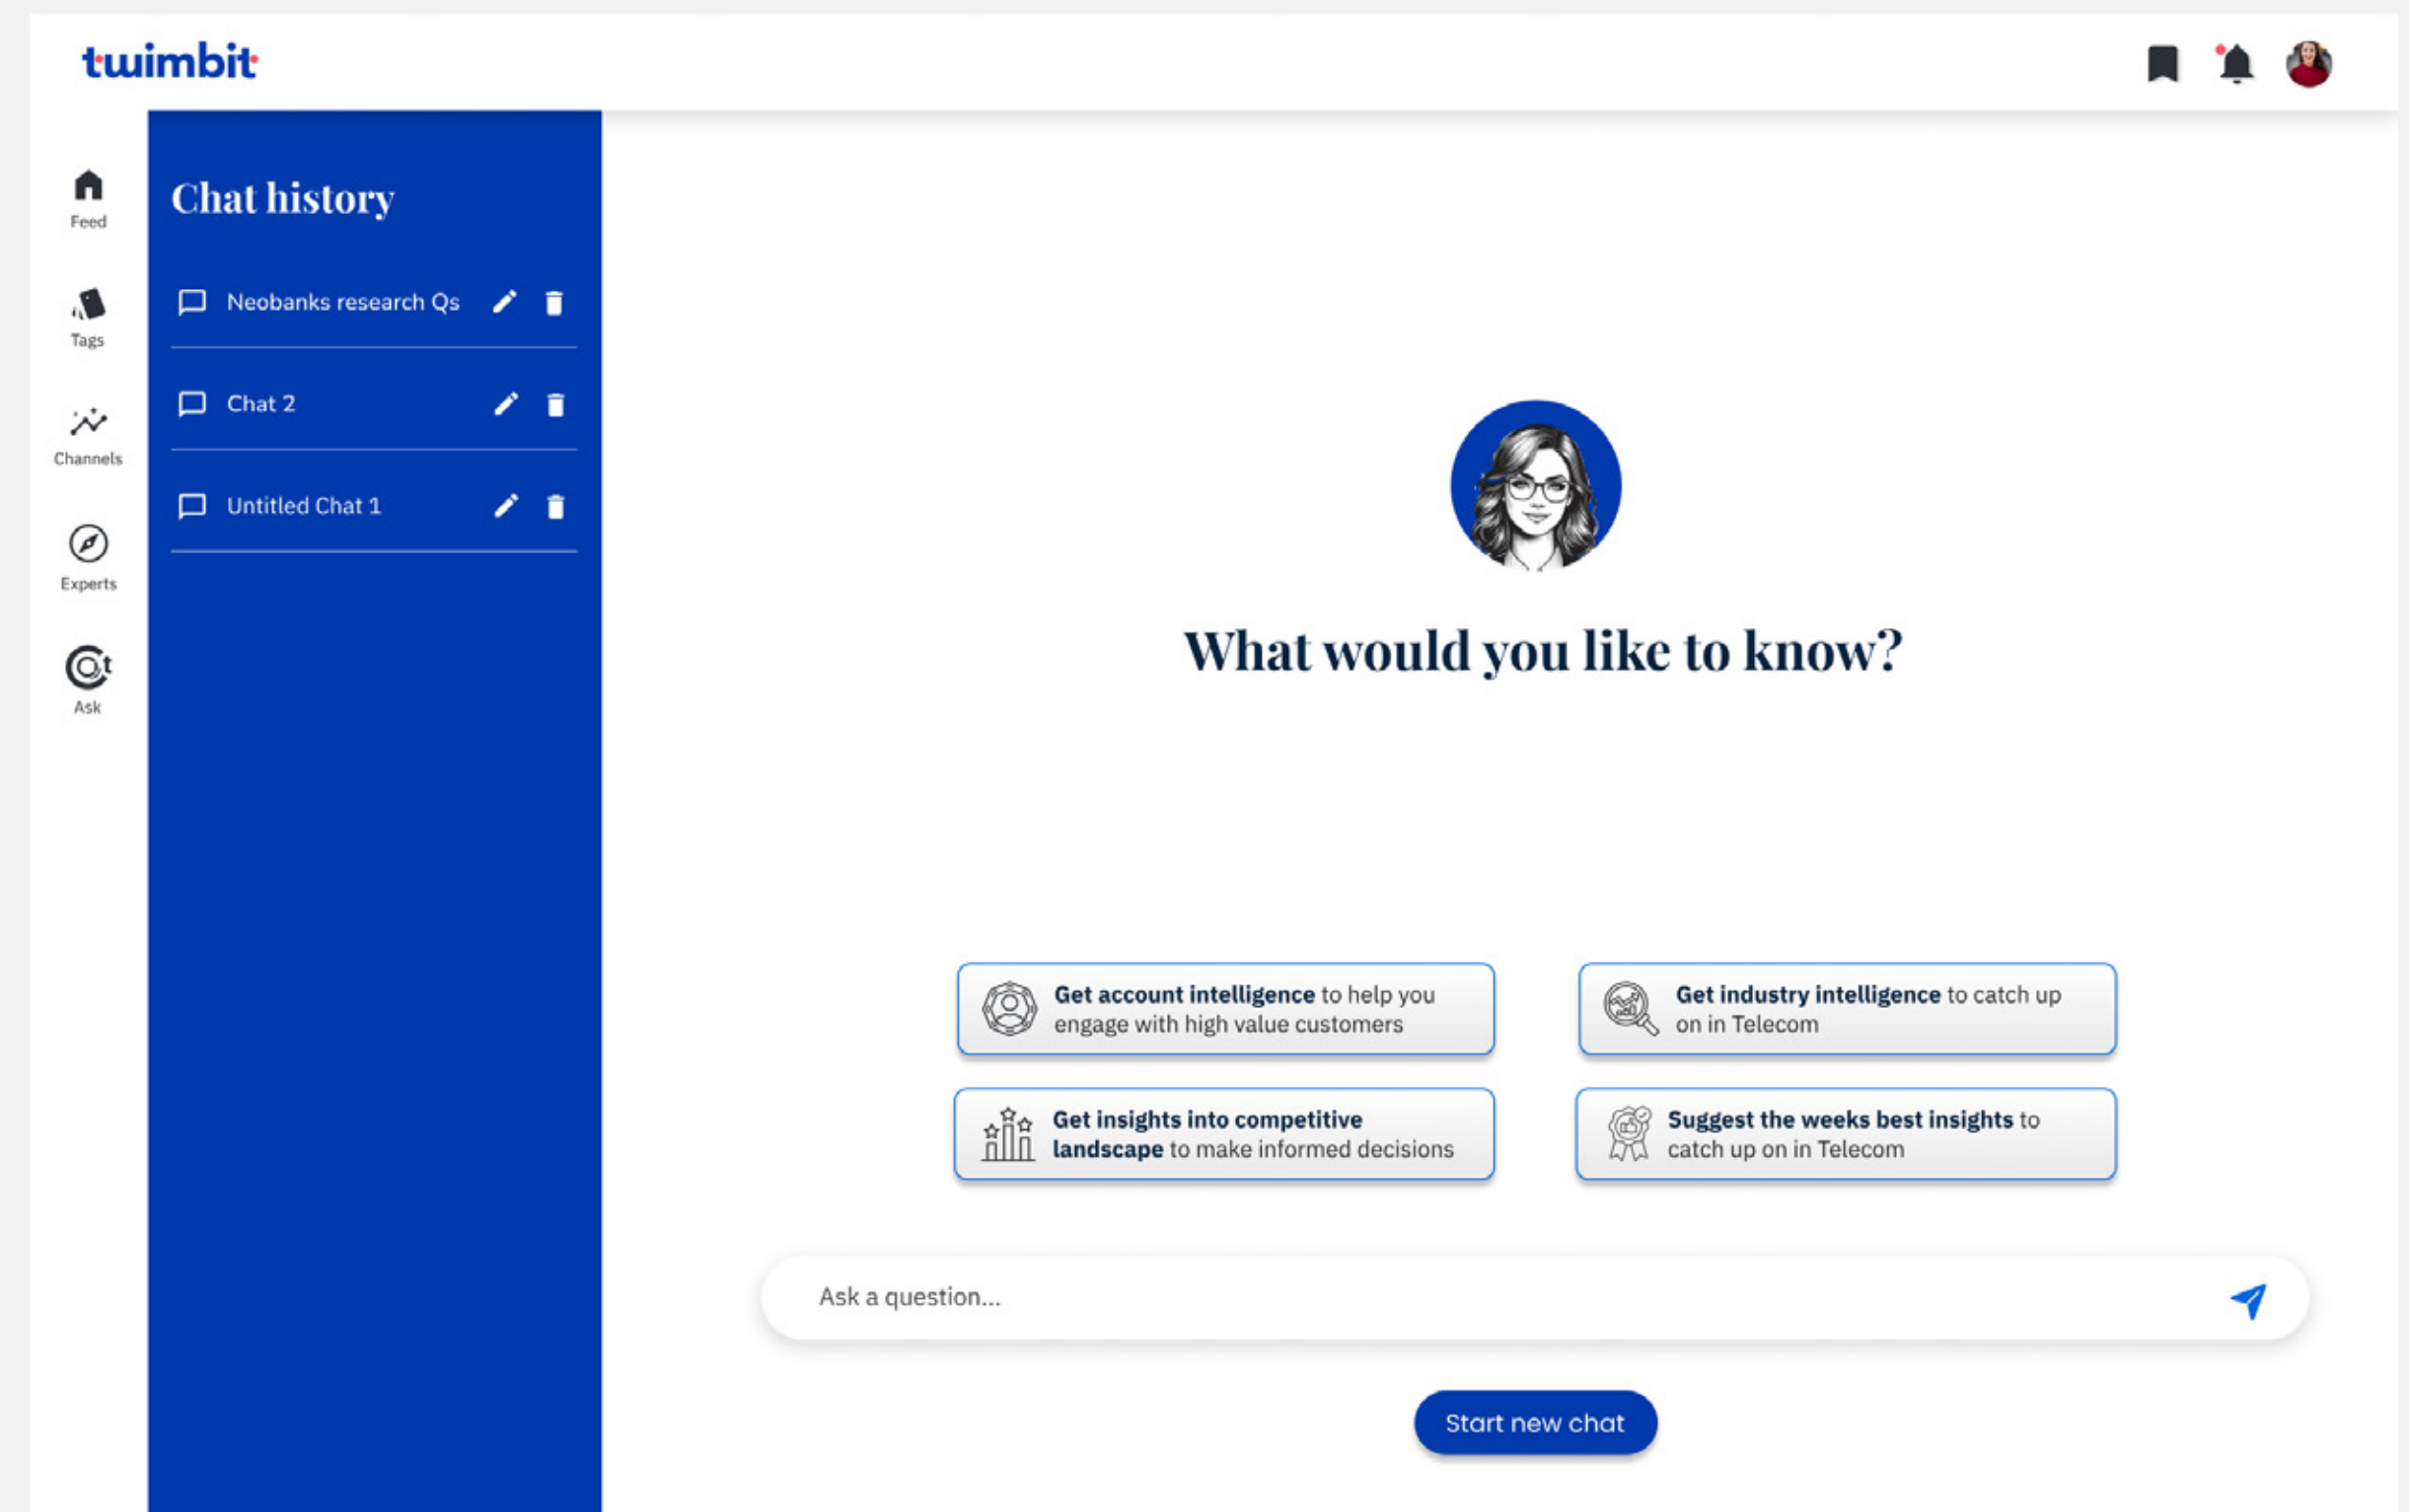 twimbit
Feed
Tags
Channels
Experts
Ask
Chat history
Neobanks research Qs
Chat 2
Untitled Chat 1
What would you like to know?
Get account intelligence to help you
engage with high value customers
Get industry intelligence to catch up
on in Telecom
Get insights into competitive
landscape to make informed decisions
Suggest the weeks best insights to
catch up on in Telecom
Ask a question...
Start new chat